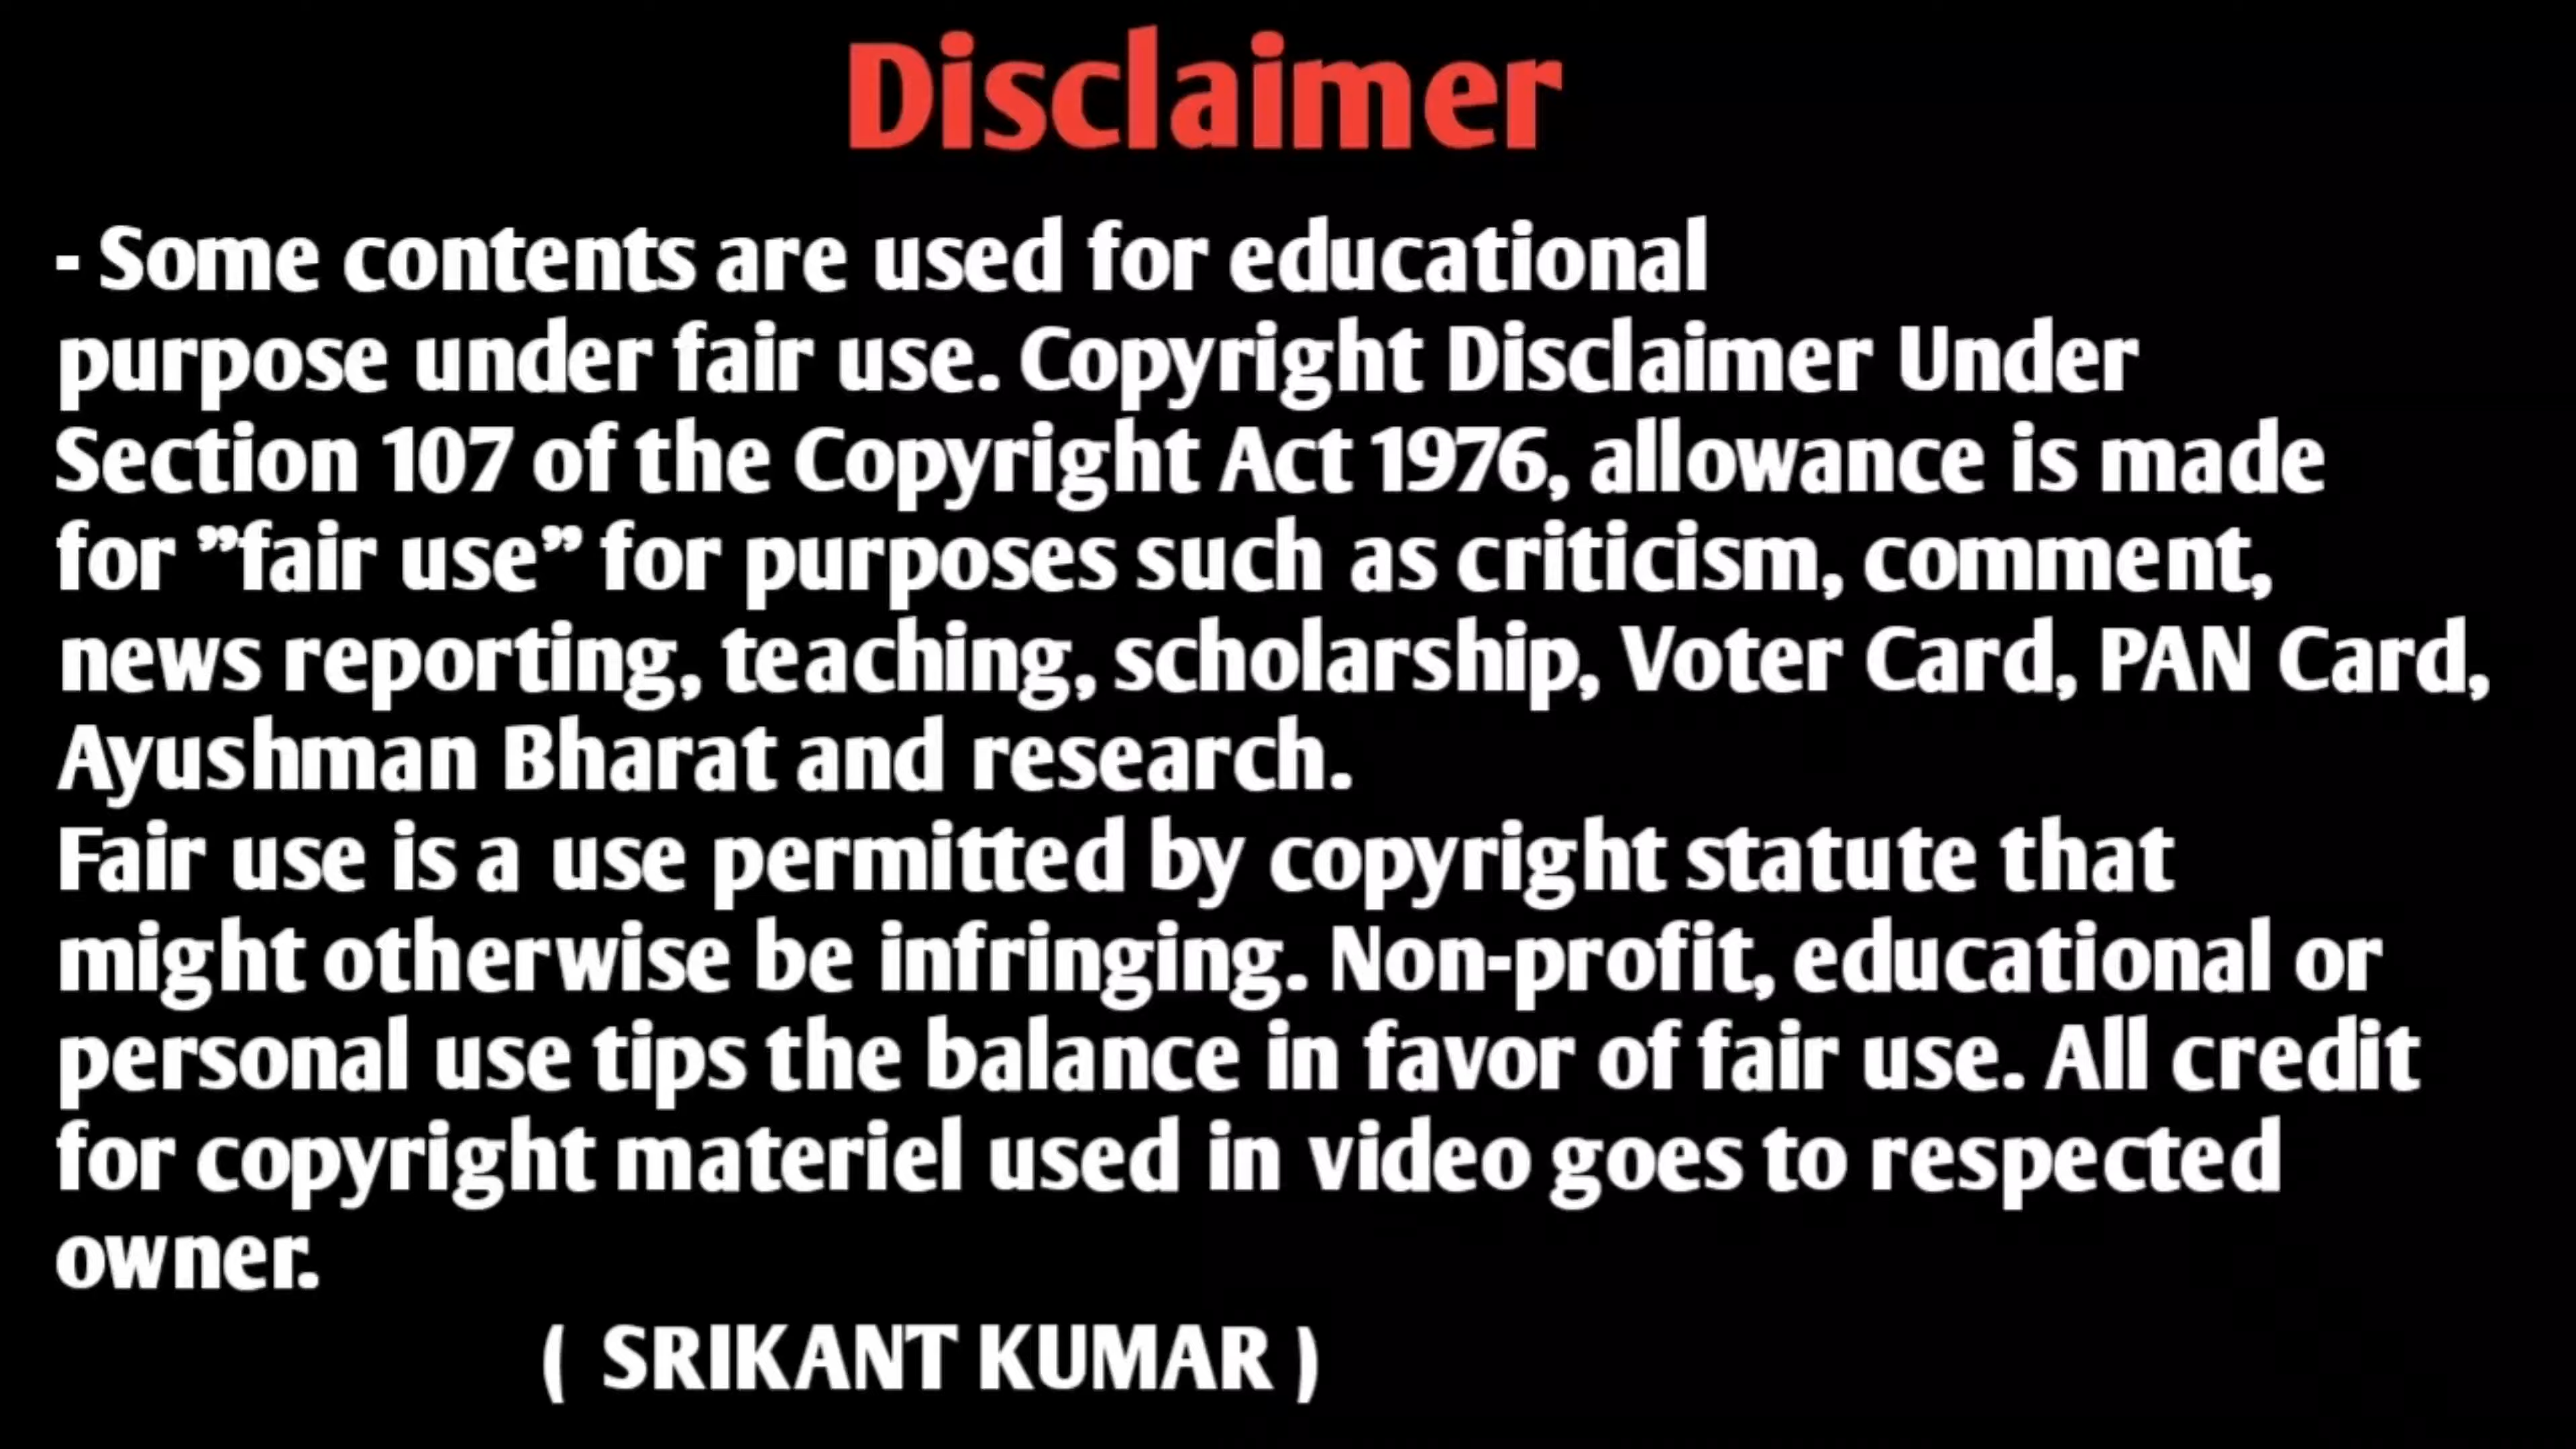 Disclaimer
- Some contents are used for educational
purpose under fair use. Copyright Disclaimer Under
Section 107 of the Copyright Act 1976, allowance is made
for ”fair use” for purposes such as criticism, comment,
news reporting, teaching, scholarship, Voter Card, PAN Card,
Ayushman Bharat and research.
Fair use is a use permitted by copyright statute that
might otherwise be infringing. Non-profit, educational or
personal use tips the balance in favor of fair use. All credit
for copyright materiel used in video goes to respected
owner.
( SRIKANT KUMAR )